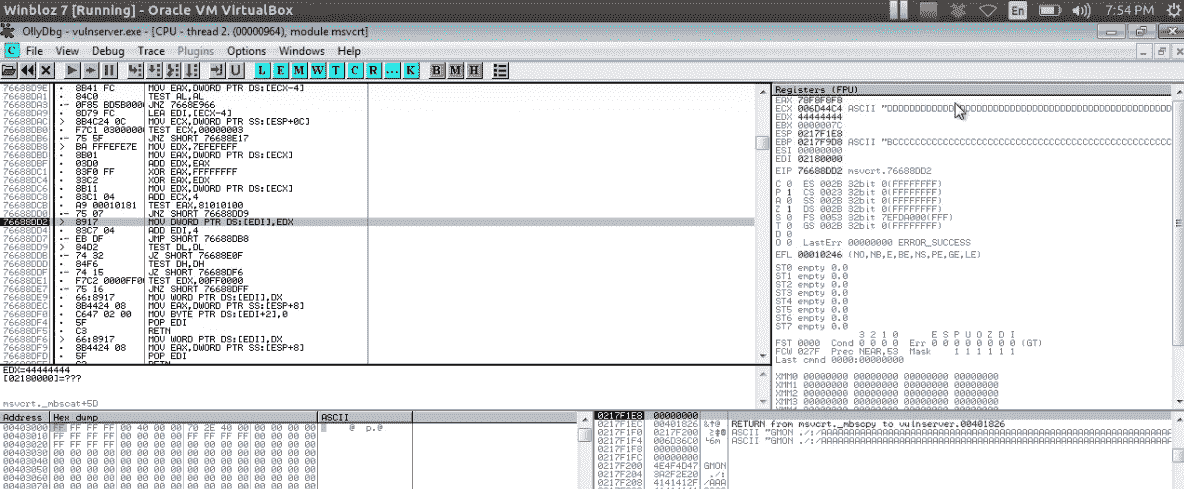 Winbloz 7 [Running] - Oracle VM VirtualBox
En
7:54 PM
OllyDbg - vulnserver.exe - [CPU - thread 2. (00000964), module msvcrt]
C File View Debug Trace Plugins Options Windows Help
L E M W T C R ... K B M H
76688D9E 8B41 FC MOV EAX,DWORD PTR DS:[ECX-4]
76688DA1 84C0 TEST AL,AL
76688DA3 0F85 BD5B0000 JNZ 7668E966
76688DA9 8D79 FC LEA EDI,[ECX-4]
8B4C24 0C MOV ECX,DWORD PTR SS:[ESP+0C]
F7C1 03000000 TEST ECX,00000003
75 5F JNZ SHORT 76688E17
BA FFFEFE7E MOV EDX,7EFEFEFF
8B01 MOV EAX,DWORD PTR DS:[ECX]
03D0 ADD EDX,EAX
83F0 FF XOR EAX,FFFFFFFF
33C2 XOR EAX,EDX
8B11 MOV EDX,DWORD PTR DS:[ECX]
83C1 04 ADD ECX,4
A9 00010181 TEST EAX,81010100
75 07 JNZ SHORT 76688DD9
76688DD2 8917 MOV DWORD PTR DS:[EDI],EDX
76688DD4 83C7 04 ADD EDI,4
76688DD7 EB DF JMP SHORT 76688DB8
76688DD9 84D2 TEST DL,DL
76688DDB 74 32 JZ SHORT 76688E0F
76688DDD 84F6 TEST DH,DH
76688DDF 74 15 JZ SHORT 76688DF6
76688DE1 F7C2 0000FF00 TEST EDX,00FF0000
76688DE7 75 16 JNZ SHORT 76688DFF
76688DE9 66:8917 MOV WORD PTR DS:[EDI],DX
76688DEC 8B4424 08 MOV EAX,DWORD PTR SS:[ESP+8]
76688DF0 C647 02 00 MOV BYTE PTR DS:[EDI+2],0
76688DF4 5F POP EDI
76688DF5 C3 RETN
76688DF6 66:8917 MOV WORD PTR DS:[EDI],DX
76688DF9 8B4424 08 MOV EAX,DWORD PTR SS:[ESP+8]
76688DFD 5F POP EDI
EDX=44444444
[02180000]=???
msvcrt._mbscat+5D
Registers (FPU)
EAX 78F8F8F8
ECX 006D44C4 ASCII
EDX 44444444
EBX 0000007C
ESP 0217F1E8
EBP 0217F9D8 ASCII
ESI 00000000
EDI 02180000
EIP 76688DD2 msvcrt.76688DD2
C 0 ES 002B 32bit 0(FFFFFFFF)
P 1 CS 0023 32bit 0(FFFFFFFF)
A 0 SS 002B 32bit 0(FFFFFFFF)
Z 1 DS 002B 32bit 0(FFFFFFFF)
S 0 FS 0053 32bit 7EFDA000(FFF)
T 0 GS 002B 32bit 0(FFFFFFFF)
D 0
O 0 LastErr 00000000 ERROR_SUCCESS
EFL 00010246 (NO,NB,E,BE,NS,PE,GE,LE)
ST0 empty 0.0
ST1 empty 0.0
ST2 empty 0.0
ST3 empty 0.0
ST4 empty 0.0
ST5 empty 0.0
ST6 empty 0.0
ST7 empty 0.0
3 2 1 0 E S P U O Z D I
FST 0000 Cond 0 0 0 0 Err 0 0 0 0 0 0 0 0 (GT)
FCW 027F Prec NEAR,53 Mask 1 1 1 1 1 1
Last cmnd 0000:00000000
XMM0 00000000 00000000 00000000 00000000
XMM1 00000000 00000000 00000000 00000000
XMM2 00000000 00000000 00000000 00000000
XMM3 00000000 00000000 00000000 00000000
Address Hex dump ASCII
00403000 FF FF FF FF 00 40 00 00 70 2E 40 00 00 00 00 00 @ p.@
00403010 FF FF FF FF 00 00 00 00 FF FF FF FF 00 00 00 00
00403020 FF FF FF FF 00 00 00 00 00 00 00 00 00 00 00 00
00403030 00 00 00 00 00 00 00 00 00 00 00 00 00 00 00 00
00403040 00 00 00 00 00 00 00 00 00 00 00 00 00 00 00 00
00403050 00 00 00 00 00 00 00 00 00 00 00 00 00 00 00 00
00403060 00 00 00 00 00 00 00 00 00 00 00 00 00 00 00 00
00403070 00 00 00 00 00 00 00 00 00 00 00 00 00 00 00 00
0217F1E8 00000000
0217F1EC 00401826 RETURN from msvcrt._mbscpy to vulnserver.00401826
0217F1F0 0217F200 ASCII
0217F1F4 006D36C0 ASCII
0217F1F8 00000000
0217F1FC 00000000
0217F200 4E4F4D47 GMON
0217F204 3A2F2E20 ./:
0217F208 4141412F /AAA